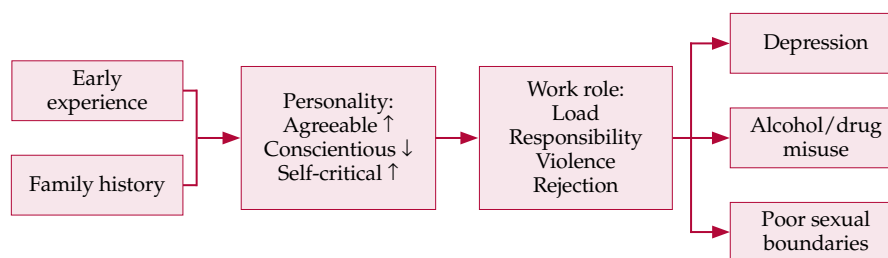 Early
experience
Family history
Personality:
Agreeable ↑
Conscientious ↓
Self-critical ↑
Work role:
Load
Responsibility
Violence
Rejection
Depression
Alcohol/drug
misuse
Poor sexual
boundaries